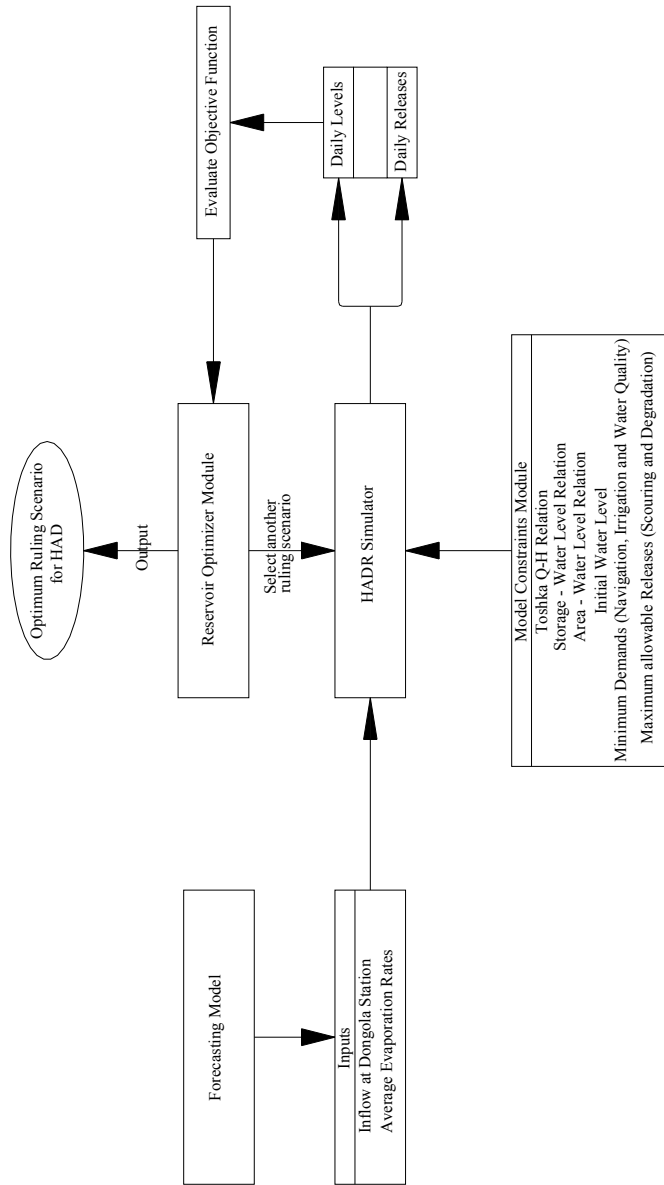 Optimum Ruling Scenario
for HAD
Output
Reservoir Optimizer Module
Evaluate Objective Function
Select another
ruling scenario
Forecasting Model
Inputs
Inflow at Dongola Station
Average Evaporation Rates
HADR Simulator
Daily Levels
Daily Releases
Model Constraints Module
Toshka Q-H Relation
Storage - Water Level Relation
Area - Water Level Relation
Initial Water Level
Minimum Demands (Navigation, Irrigation and Water Quality)
Maximum allowable Releases (Scouring and Degradation)